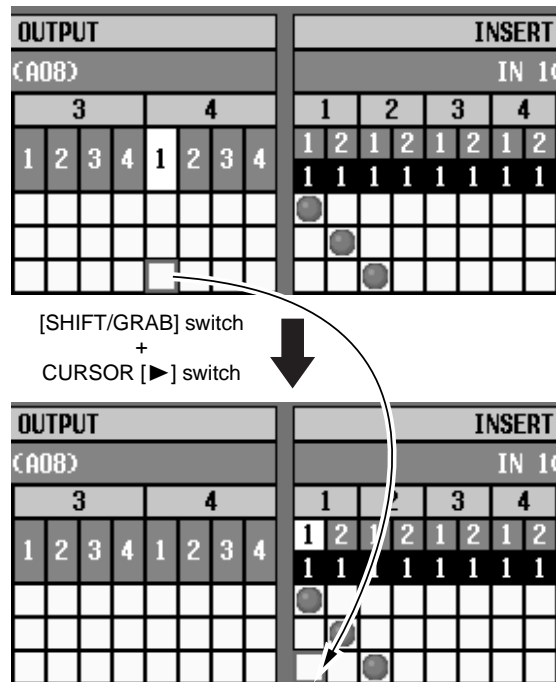 OUTPUT INSERT
(A08) IN 1
3 4 1 2 3 4
1 2 3 4 1 2 3 4 1 2 1 2 1 2 1 2
1 1 1 1 1 1 1 1
[SHIFT/GRAB] switch
+
CURSOR [▶] switch
OUTPUT INSERT
(A08) IN 1
3 4 1 2 3 4
1 2 3 4 1 2 3 4 1 2 1 2 1 2 1 2
1 1 1 1 1 1 1 1